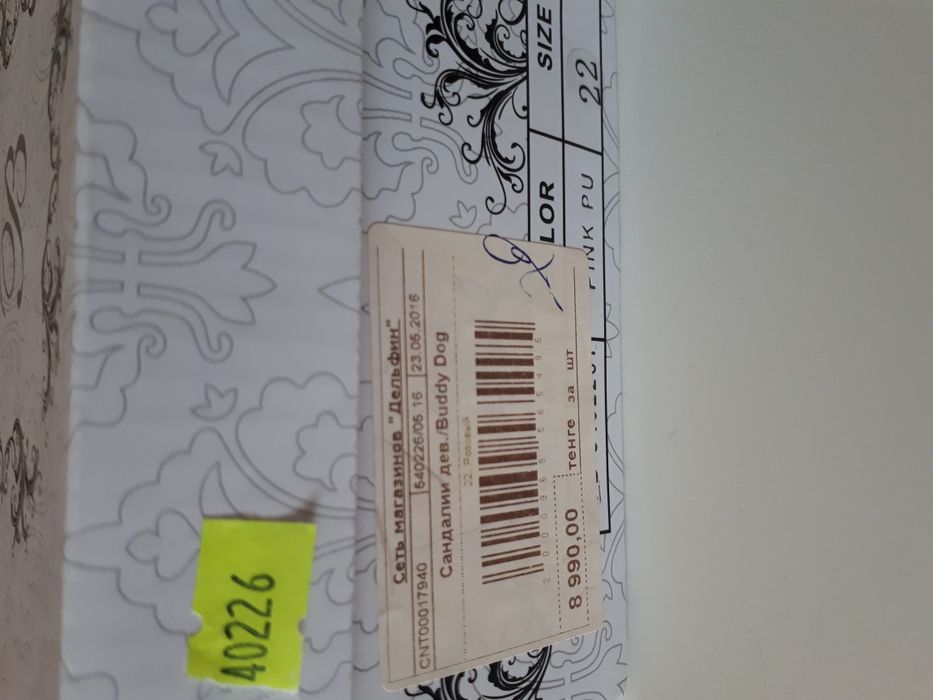 Сеть магазинов "Дельфин"
CNT00017940 540226/05 16 23.05.2016
Сандалии дев./Buddy Dog
22, Розовый
8 990,00 тенге за шт
40226
LOR SIZE
PINK PU 22